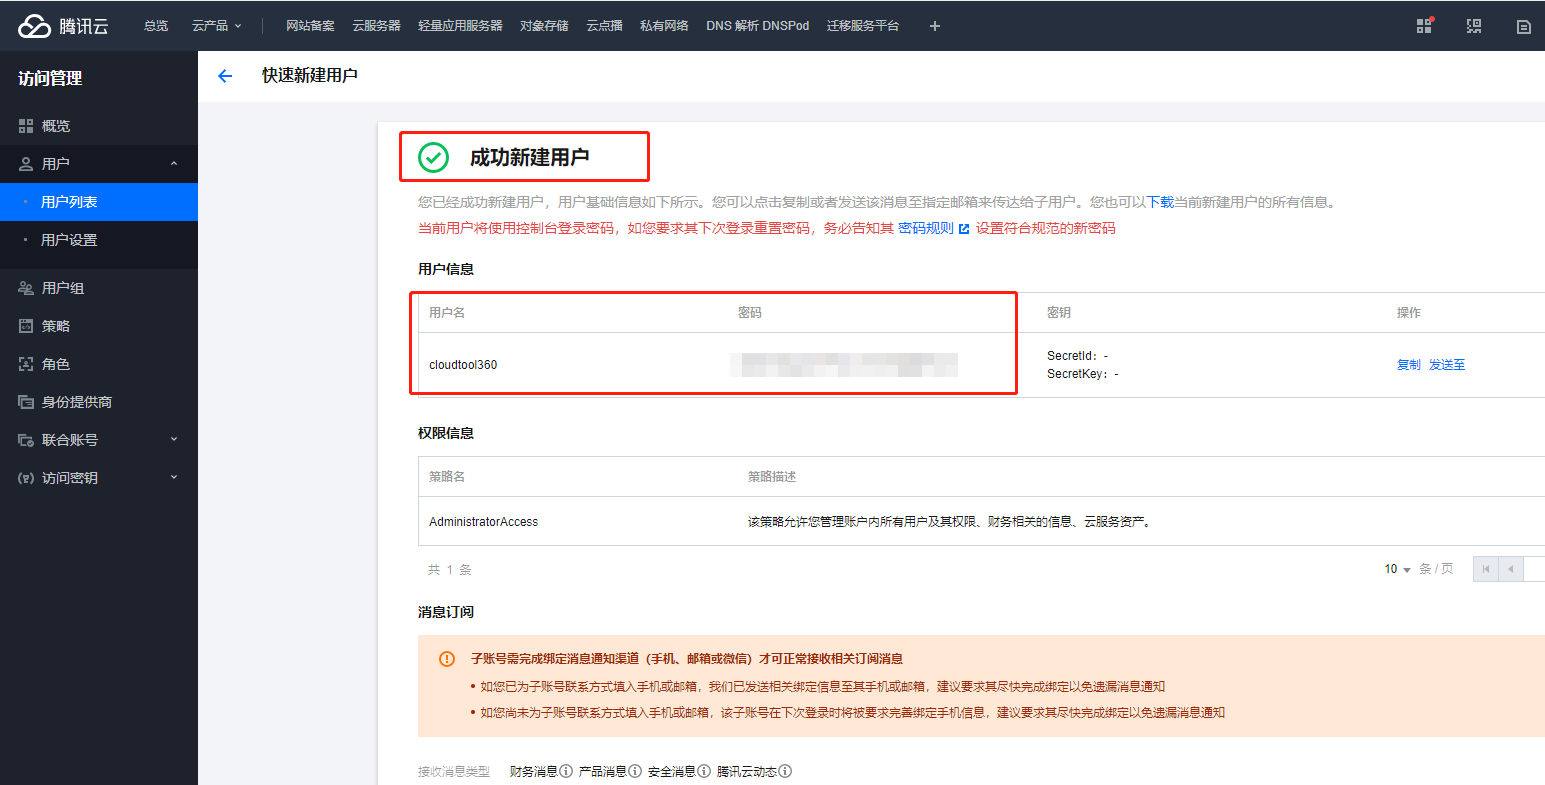 腾讯云 总览 云产品 网站备案 云服务器 轻量应用服务器 对象存储 云点播 私有网络 DNS 解析 DNSPod 迁移服务平台 +
访问管理
概览
用户
用户列表
用户设置
用户组
策略
角色
身份提供商
联合账号
访问密钥
快速新建用户
成功新建用户
您已经成功新建用户，用户基础信息如下所示。您可以点击复制或者发送该消息至指定邮箱来传达给子用户。您也可以下载当前新建用户的所有信息。
当前用户将使用控制台登录密码，如您要求其下次登录重置密码，务必告知其 密码规则 设置符合规范的新密码
用户信息
用户名 密码 密钥 操作
cloudtool360 SecretId：- 复制 发送至
SecretKey：-
权限信息
策略名 策略描述
AdministratorAccess 该策略允许您管理账户内所有用户及其权限、财务相关的信息、云服务资产。
共 1 条 10 条 / 页
消息订阅
子账号需完成绑定消息通知渠道（手机、邮箱或微信）才可正常接收相关订阅消息
• 如您已为子账号联系方式填入手机或邮箱，我们已发送相关绑定信息至其手机或邮箱，建议要求其尽快完成绑定以免遗漏消息通知
• 如您尚未为子账号联系方式填入手机或邮箱，该子账号在下次登录时将被要求完善绑定手机信息，建议要求其尽快完成绑定以免遗漏消息通知
接收消息类型 财务消息 产品消息 安全消息 腾讯云动态